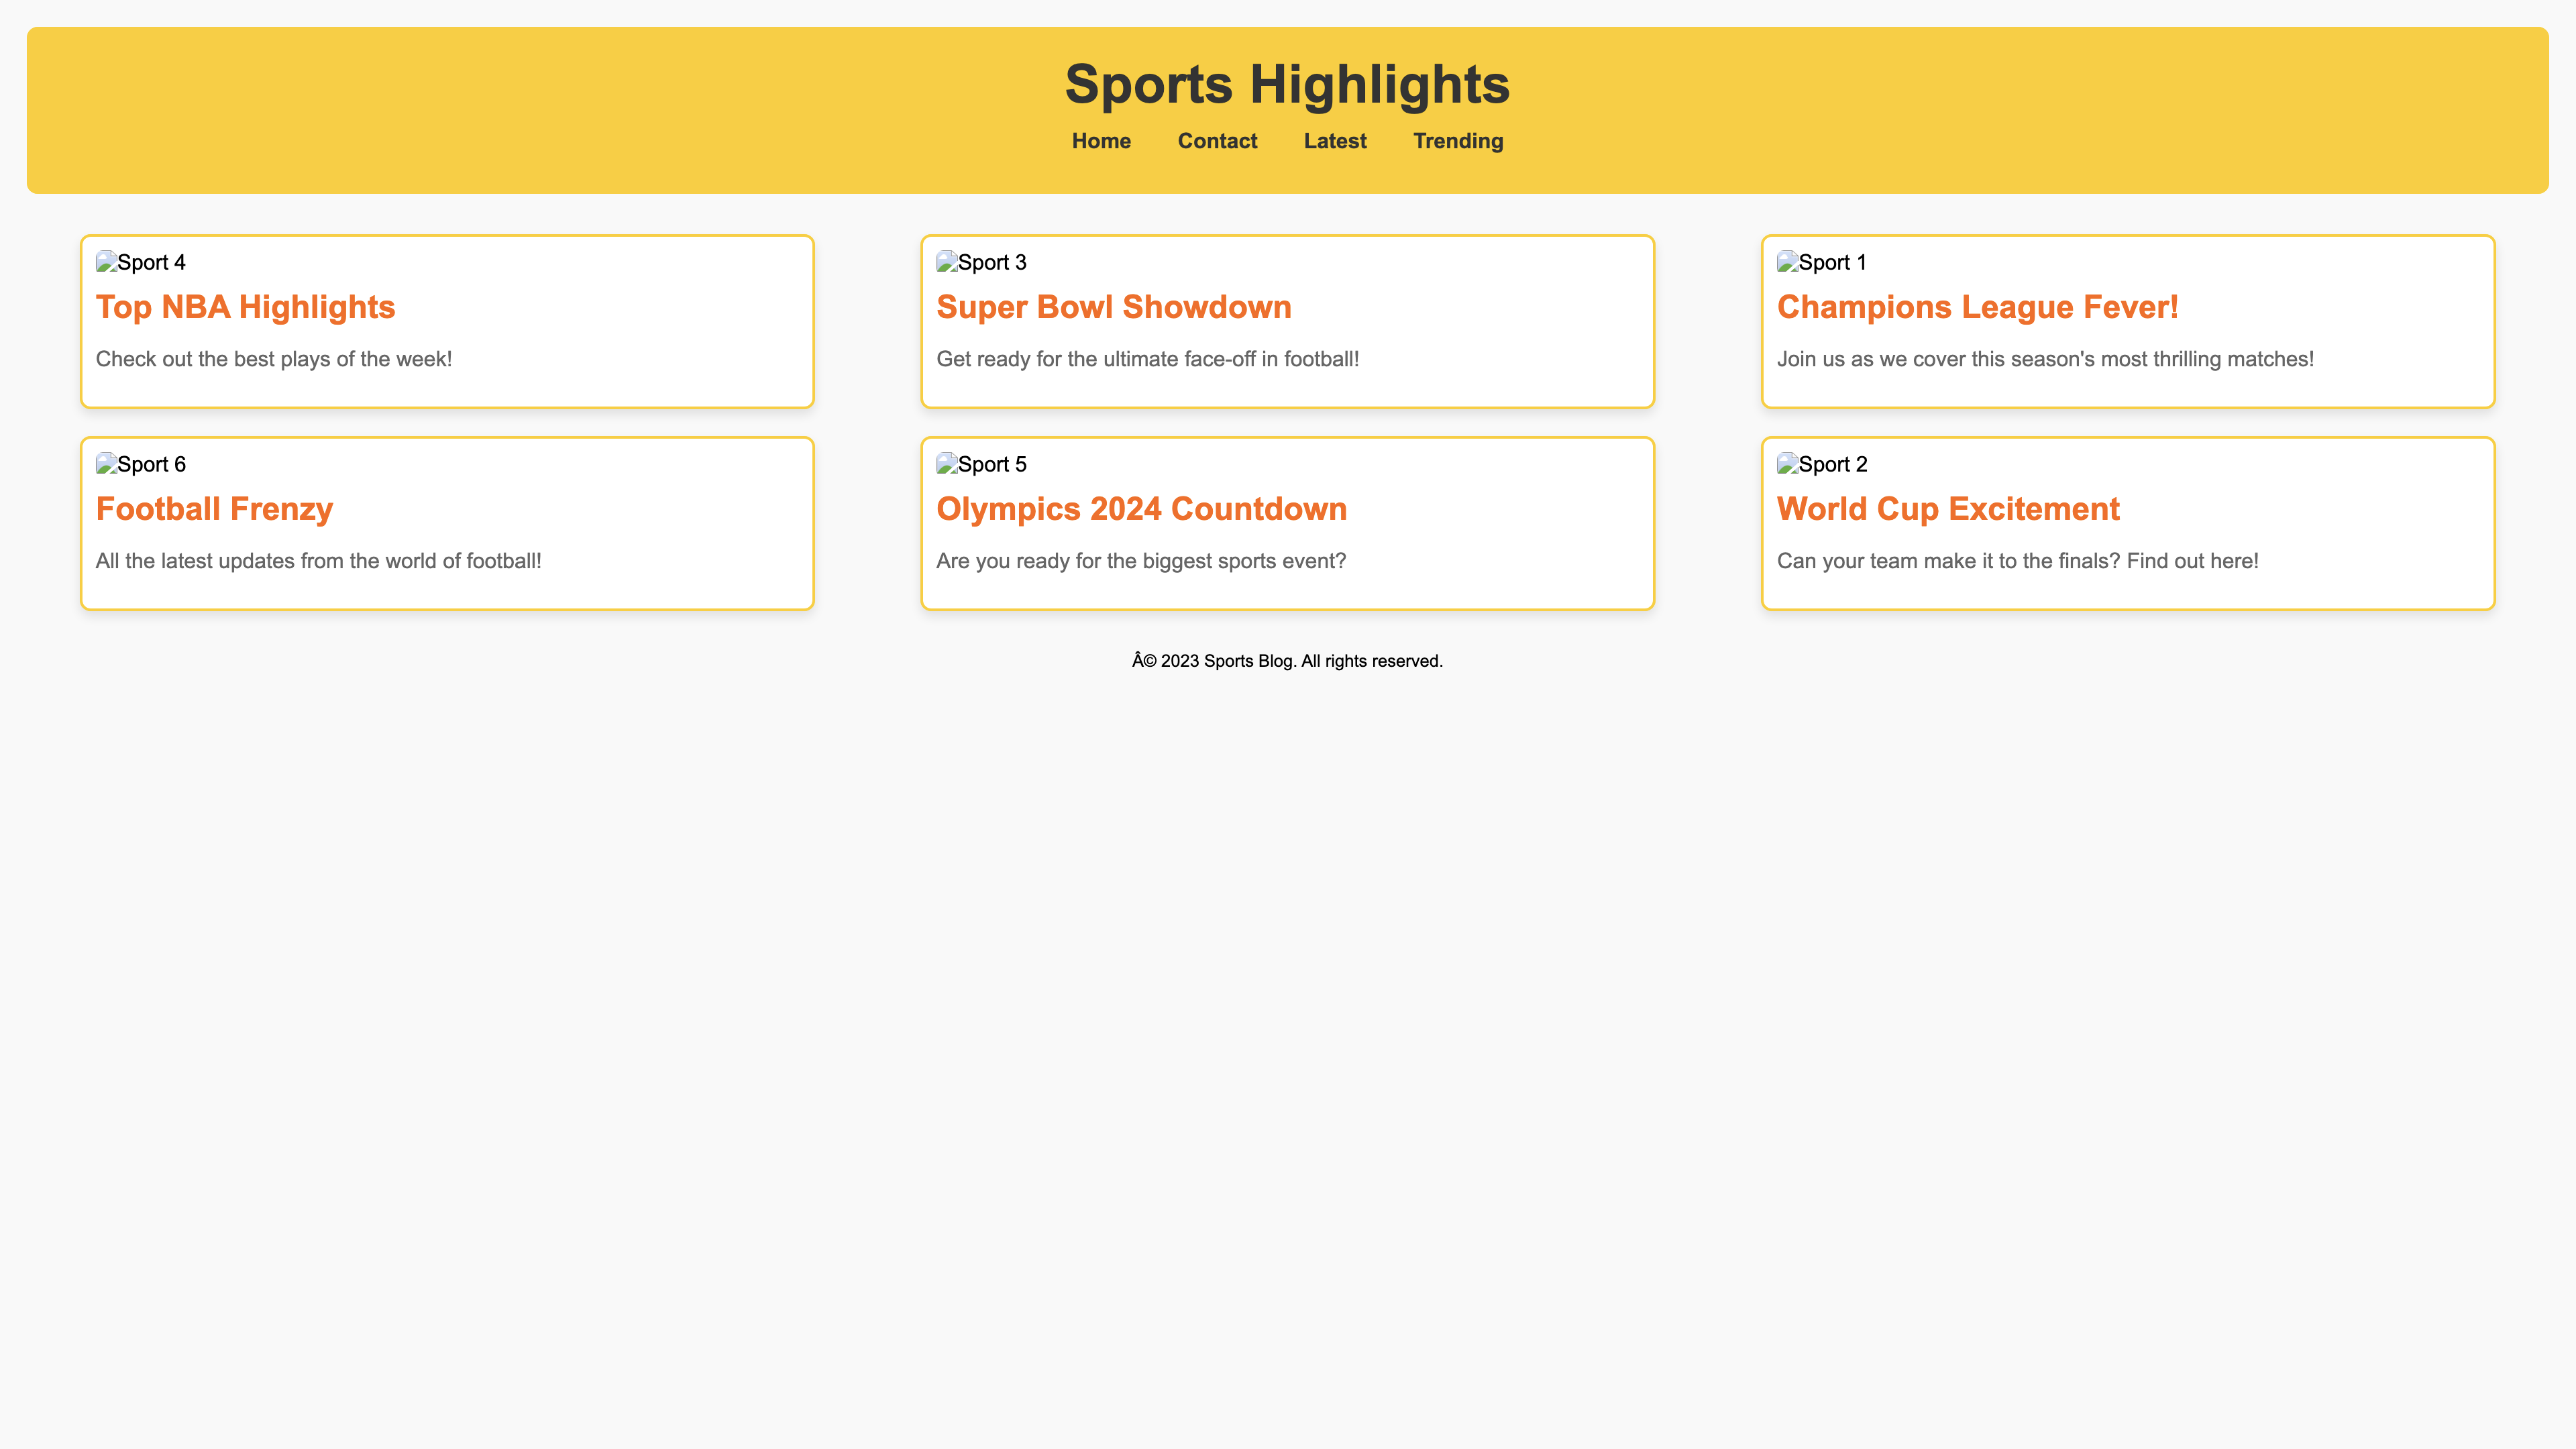 Sports Highlights
Home Contact Latest Trending
Sport 4
Top NBA Highlights
Check out the best plays of the week!
Sport 3
Super Bowl Showdown
Get ready for the ultimate face-off in football!
Sport 1
Champions League Fever!
Join us as we cover this season's most thrilling matches!
Sport 6
Football Frenzy
All the latest updates from the world of football!
Sport 5
Olympics 2024 Countdown
Are you ready for the biggest sports event?
Sport 2
World Cup Excitement
Can your team make it to the finals? Find out here!
Â© 2023 Sports Blog. All rights reserved.